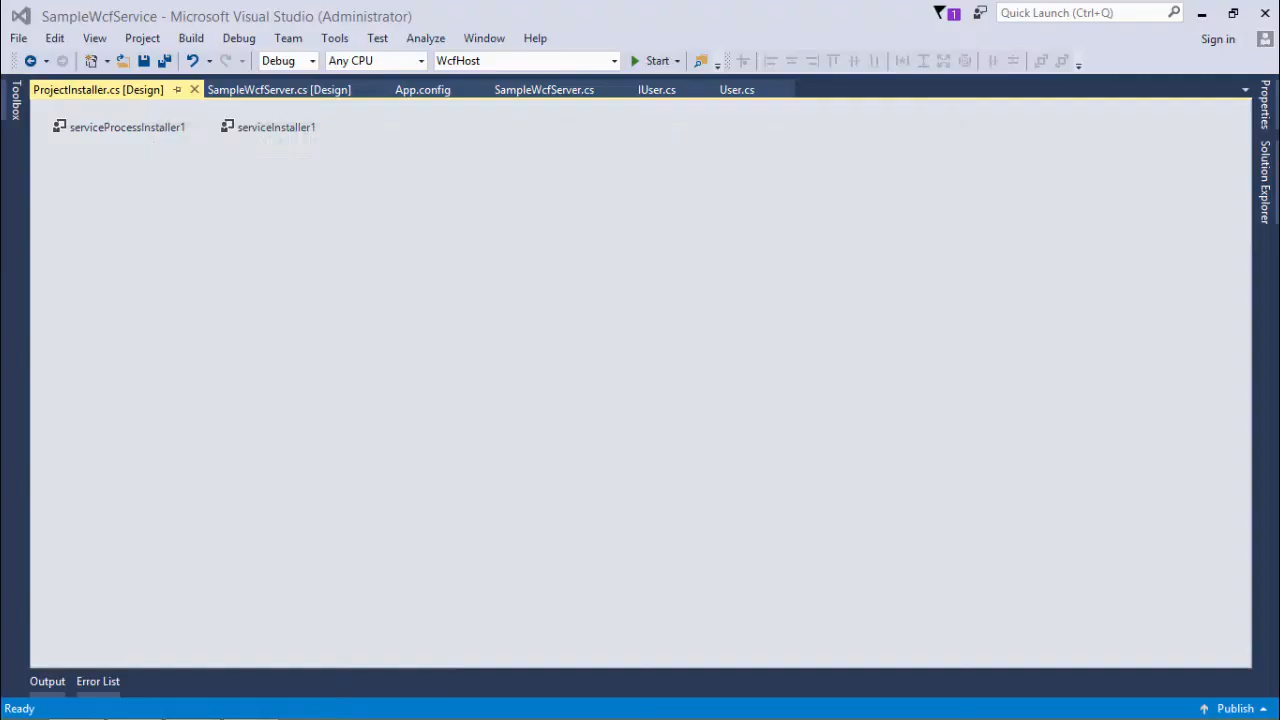 SampleWcfService - Microsoft Visual Studio (Administrator)
1
Quick Launch (Ctrl+Q)
File Edit View Project Build Debug Team Tools Test Analyze Window Help
Sign in
Debug Any CPU WcfHost Start
ProjectInstaller.cs [Design] SampleWcfServer.cs [Design] App.config SampleWcfServer.cs IUser.cs User.cs
Toolbox
serviceProcessInstaller1 serviceInstaller1
Properties
Solution Explorer
Output Error List
Ready Publish